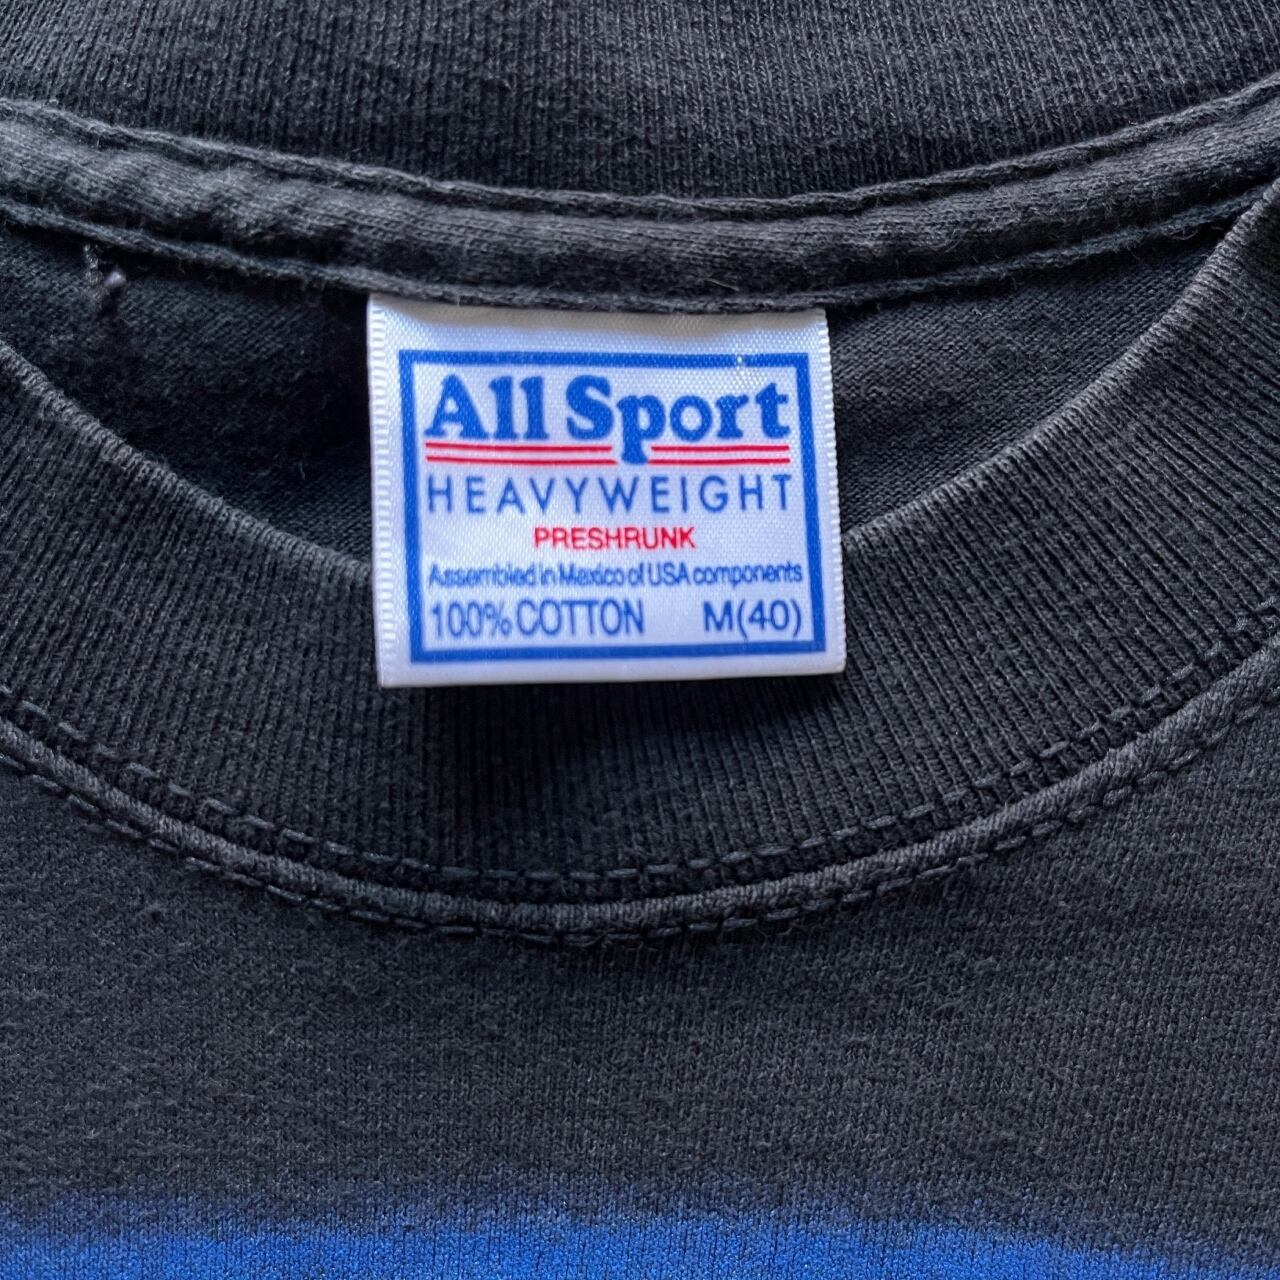 All Sport
HEAVYWEIGHT
PRESHRUNK
Assembled in Mexico of USA components
100% COTTON M(40)